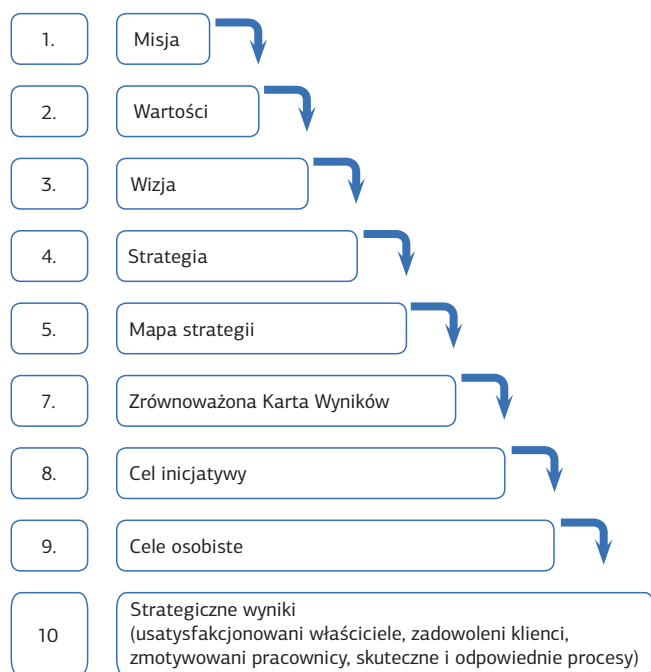 1. Misja
2. Wartości
3. Wizja
4. Strategia
5. Mapa strategii
7. Zrównoważona Karta Wyników
8. Cel inicjatywy
9. Cele osobiste
10 Strategiczne wyniki
(usatysfakcjonowani właściciele, zadowoleni klienci,
zmotywowani pracownicy, skuteczne i odpowiednie procesy)